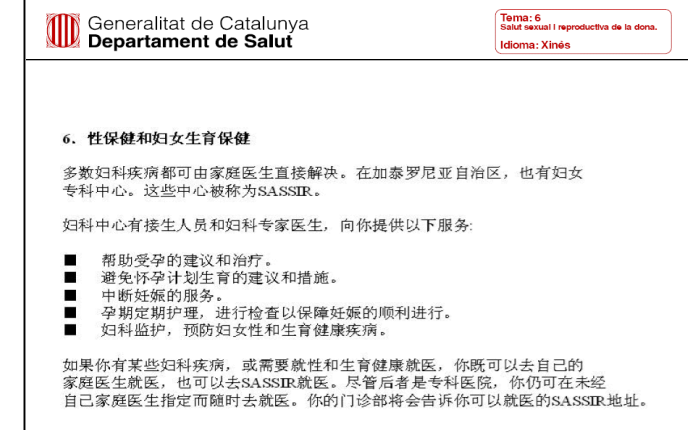 Generalitat de Catalunya
Departament de Salut
Tema: 6
Salut sexual i reproductiva de la dona.
Idioma: Xinés
6. 性保健和妇女生育保健
多数妇科疾病都可由家庭医生直接解决。在加泰罗尼亚自治区，也有妇女
专科中心。这些中心被称为SASSIR。
妇科中心有接生人员和妇科专家医生，向你提供以下服务:
■ 帮助受孕的建议和治疗。
■ 避免怀孕计划生育的建议和措施。
■ 中断妊娠的服务。
■ 孕期定期护理，进行检查以保障妊娠的顺利进行。
■ 妇科监护，预防妇女性和生育健康疾病。
如果你有某些妇科疾病，或需要就性和生育健康就医，你既可以去自己的
家庭医生就医，也可以去SASSIR就医。尽管后者是专科医院，你仍可在未经
自己家庭医生指定而随时去就医。你的门诊部将会告诉你可以就医的SASSIR地址。